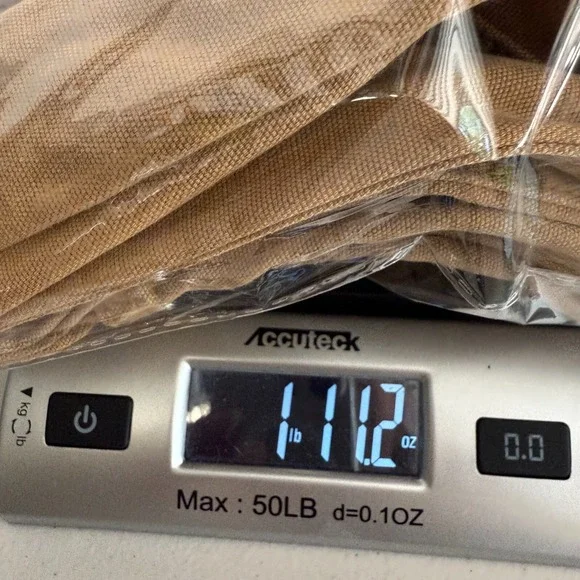 Accuteck
kg lb
1 lb 11.2 oz
0.0
Max : 50LB d=0.1OZ